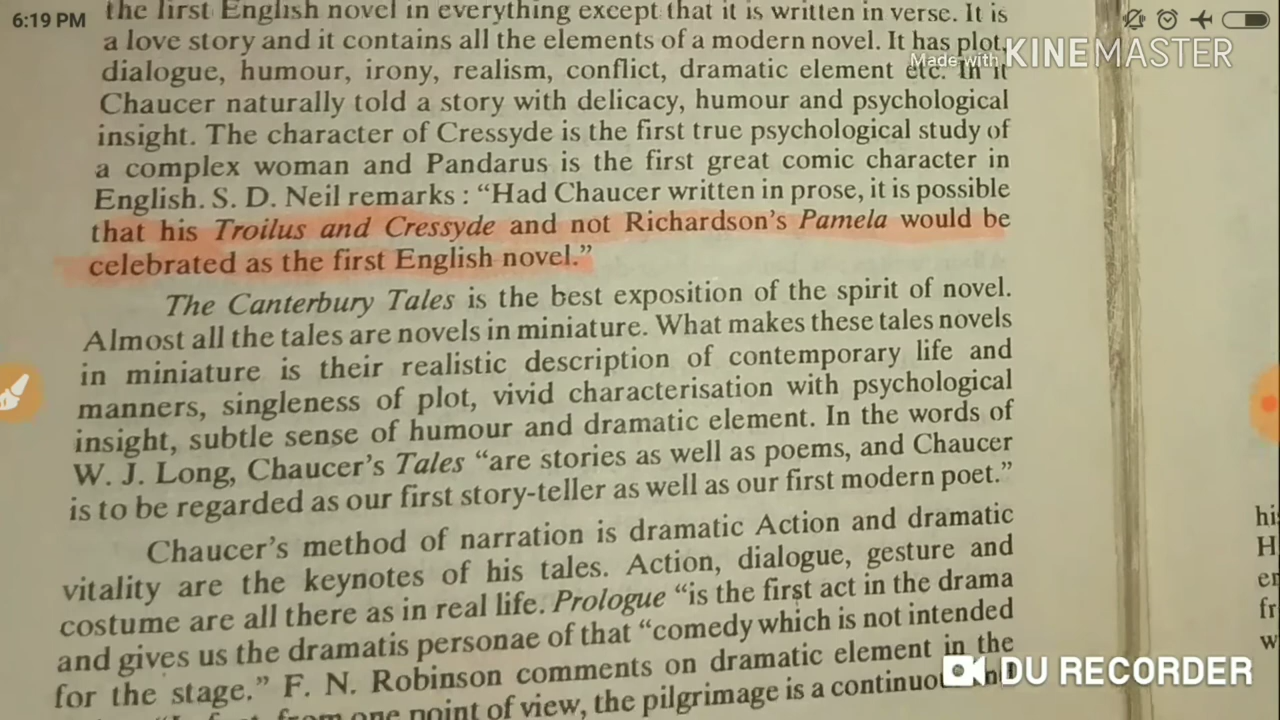 6:19 PM
the first English novel in everything except that it is written in verse. It is
a love story and it contains all the elements of a modern novel. It has plot,
Made with KINEMASTER
dialogue, humour, irony, realism, conflict, dramatic element etc. In it
Chaucer naturally told a story with delicacy, humour and psychological
insight. The character of Cressyde is the first true psychological study of
a complex woman and Pandarus is the first great comic character in
English. S. D. Neil remarks : “Had Chaucer written in prose, it is possible
that his Troilus and Cressyde and not Richardson's Pamela would be
celebrated as the first English novel.”
The Canterbury Tales is the best exposition of the spirit of novel.
Almost all the tales are novels in miniature. What makes these tales novels
in miniature is their realistic description of contemporary life and
manners, singleness of plot, vivid characterisation with psychological
insight, subtle sense of humour and dramatic element. In the words of
W. J. Long, Chaucer's Tales “are stories as well as poems, and Chaucer
is to be regarded as our first story-teller as well as our first modern poet.”
Chaucer's method of narration is dramatic Action and dramatic
vitality are the keynotes of his tales. Action, dialogue, gesture and
costume are all there as in real life. Prologue “is the first act in the drama
and gives us the dramatis personae of that “comedy which is not intended
for the stage.” F. N. Robinson comments on dramatic element in the
from one point of view, the pilgrimage is a
DU RECORDER